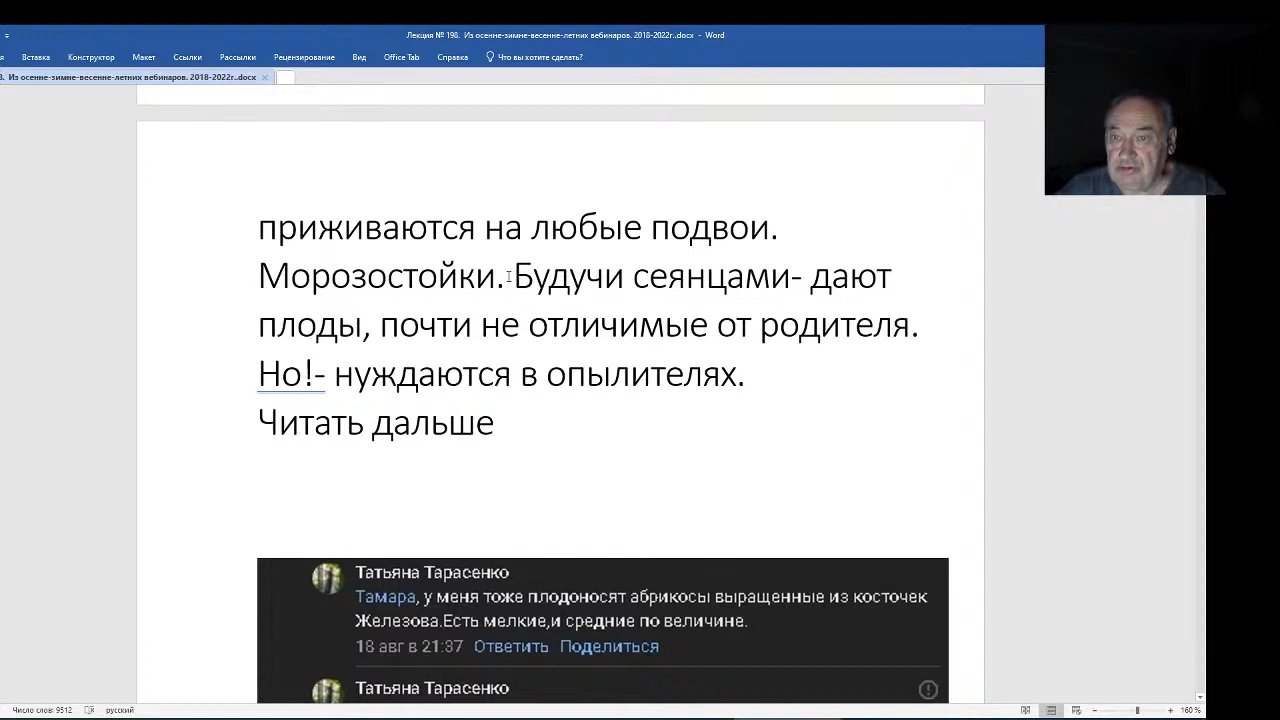 Лекция № 198.  Из осенне-зимне-весенне-летних вебинаров. 2018-2022г..docx  -  Word
я Вставка Конструктор Макет Ссылки Рассылки Рецензирование Вид Office Tab Справка Что вы хотите сделать?
8.  Из осенне-зимне-весенне-летних вебинаров. 2018-2022г..docx
приживаются на любые подвои.
Морозостойки. Будучи сеянцами- дают
плоды, почти не отличимые от родителя.
Но!- нуждаются в опылителях.
Читать дальше
Татьяна Тарасенко
Тамара, у меня тоже плодоносят абрикосы выращенные из косточек
Железова.Есть мелкие,и средние по величине.
18 авг в 21:37 Ответить Поделиться
Татьяна Тарасенко
Число слов: 9512 русский 160 %